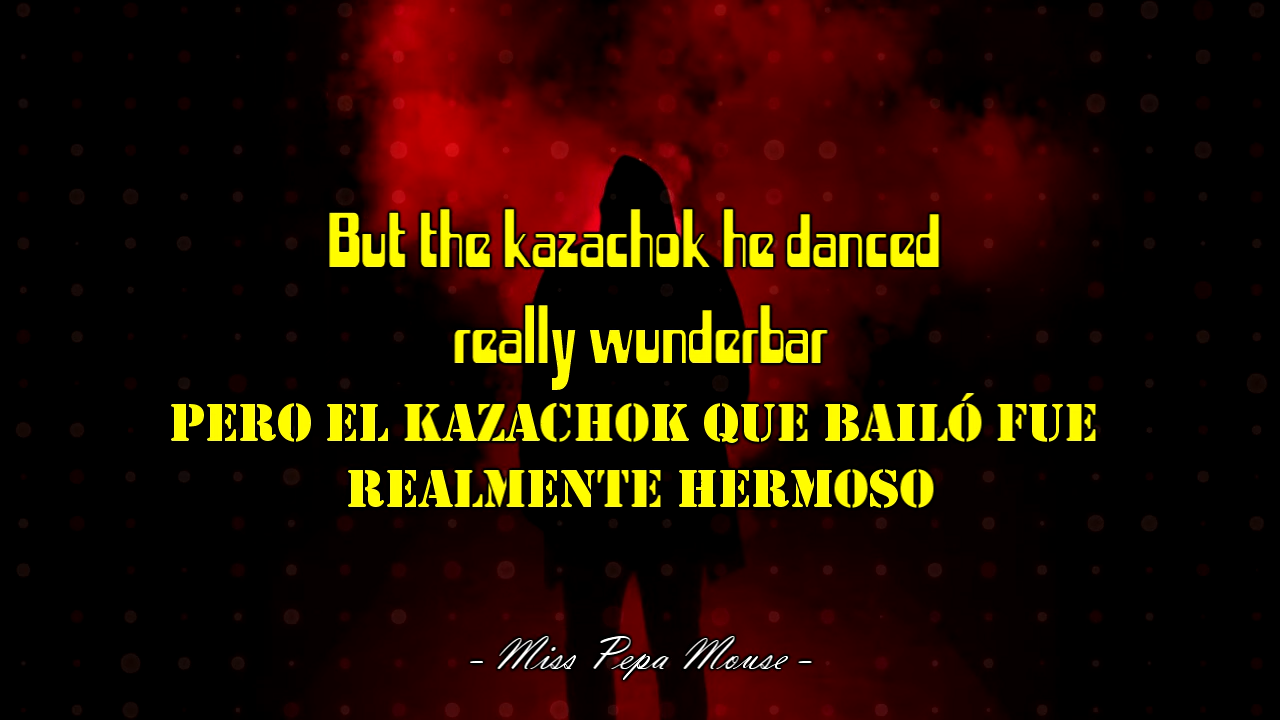 But the kazachok he danced
really wunderbar
PERO EL KAZACHOK QUE BAILÓ FUE
REALMENTE HERMOSO
- Miss Pepa Mouse -